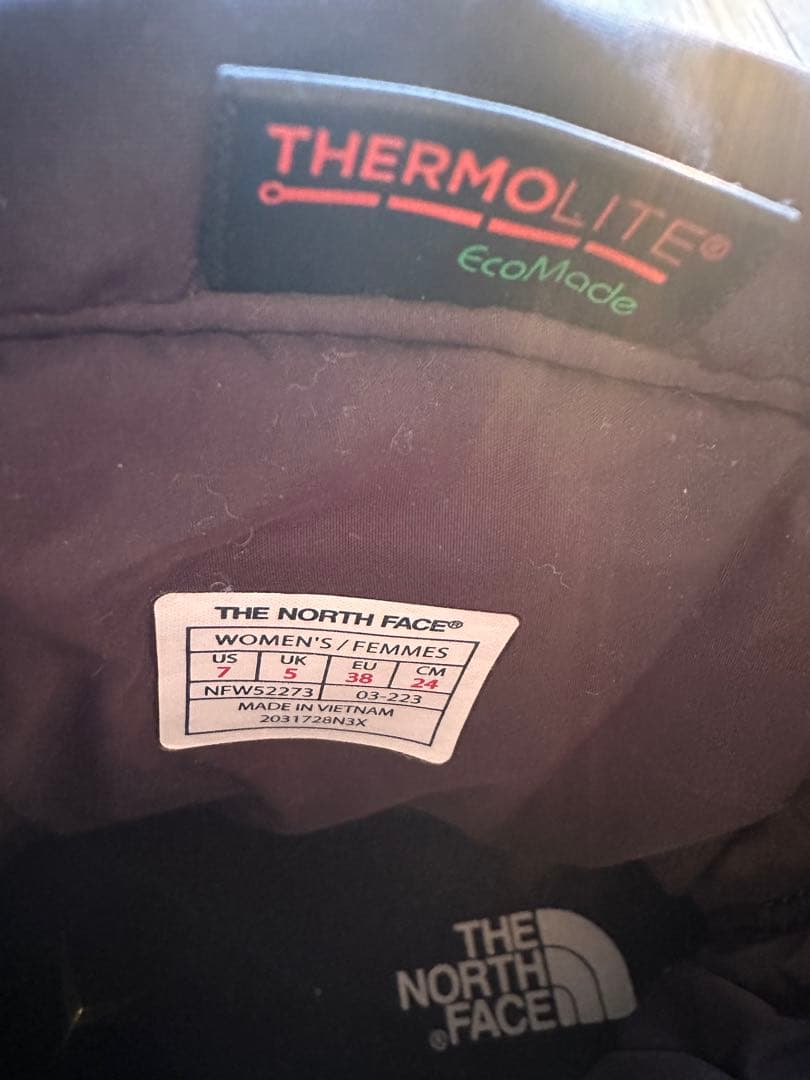 THERMOLITE®
EcoMade
THE NORTH FACE®
WOMEN'S / FEMMES
US UK EU CM
7 5 38 24
NFW52273 03-223
MADE IN VIETNAM
2031728N3X
THE
NORTH
FACE®